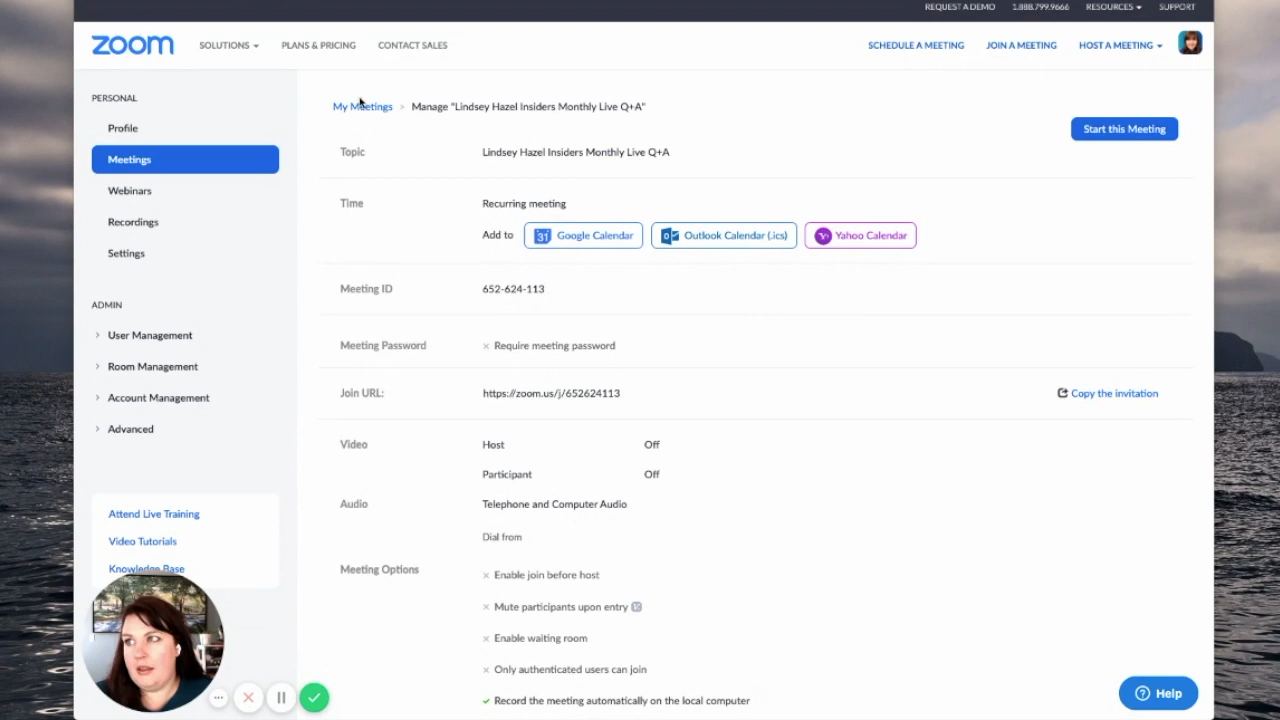 REQUEST A DEMO 1.888.799.9666 RESOURCES SUPPORT
zoom SOLUTIONS PLANS & PRICING CONTACT SALES SCHEDULE A MEETING JOIN A MEETING HOST A MEETING
PERSONAL
Profile
Meetings
Webinars
Recordings
Settings
ADMIN
User Management
Room Management
Account Management
Advanced
Attend Live Training
Video Tutorials
Knowledge Base
My Meetings > Manage "Lindsey Hazel Insiders Monthly Live Q+A"
Start this Meeting
Topic Lindsey Hazel Insiders Monthly Live Q+A
Time Recurring meeting
Add to 31 Google Calendar Outlook Calendar (.ics) Yahoo Calendar
Meeting ID 652-624-113
Meeting Password × Require meeting password
Join URL: https://zoom.us/j/652624113 Copy the invitation
Video Host Off
Participant Off
Audio Telephone and Computer Audio
Dial from
Meeting Options × Enable join before host
× Mute participants upon entry
× Enable waiting room
× Only authenticated users can join
✓ Record the meeting automatically on the local computer
Help